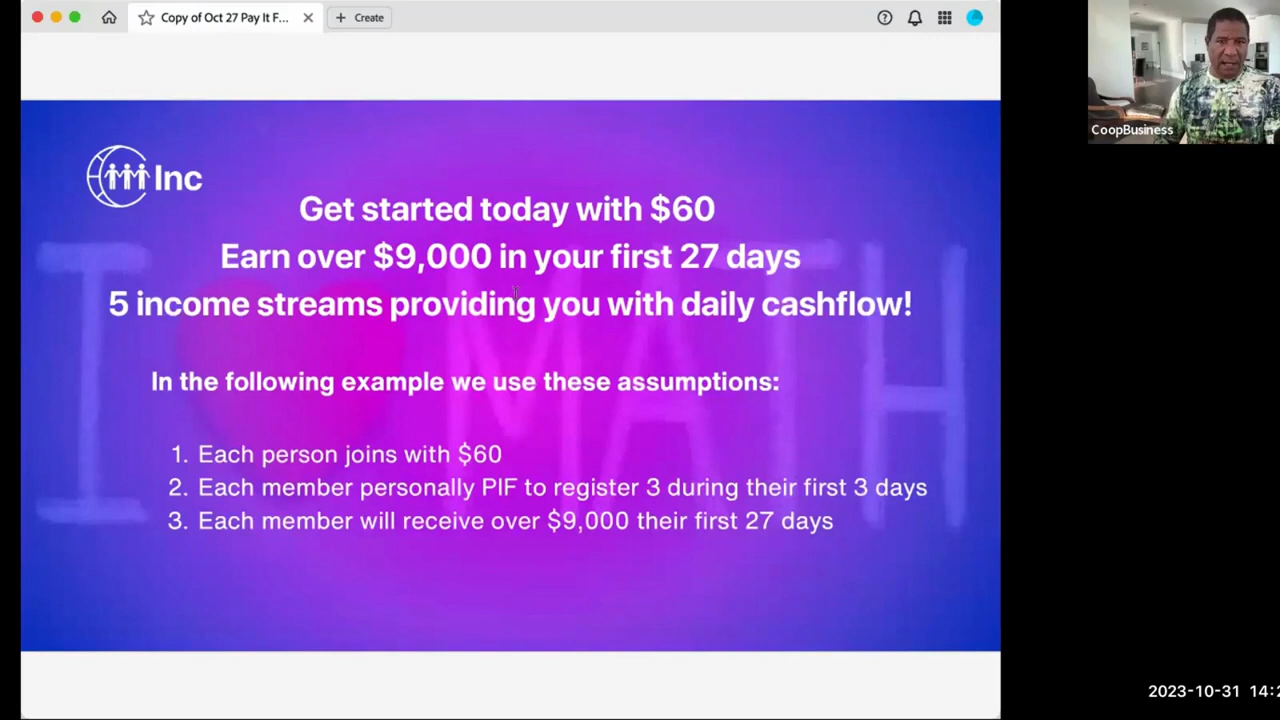 Copy of Oct 27 Pay It F...
Create
CoopBusiness
Inc
Get started today with $60
Earn over $9,000 in your first 27 days
5 income streams providing you with daily cashflow!
I MATH
In the following example we use these assumptions:
1. Each person joins with $60
2. Each member personally PIF to register 3 during their first 3 days
3. Each member will receive over $9,000 their first 27 days
2023-10-31 14:2